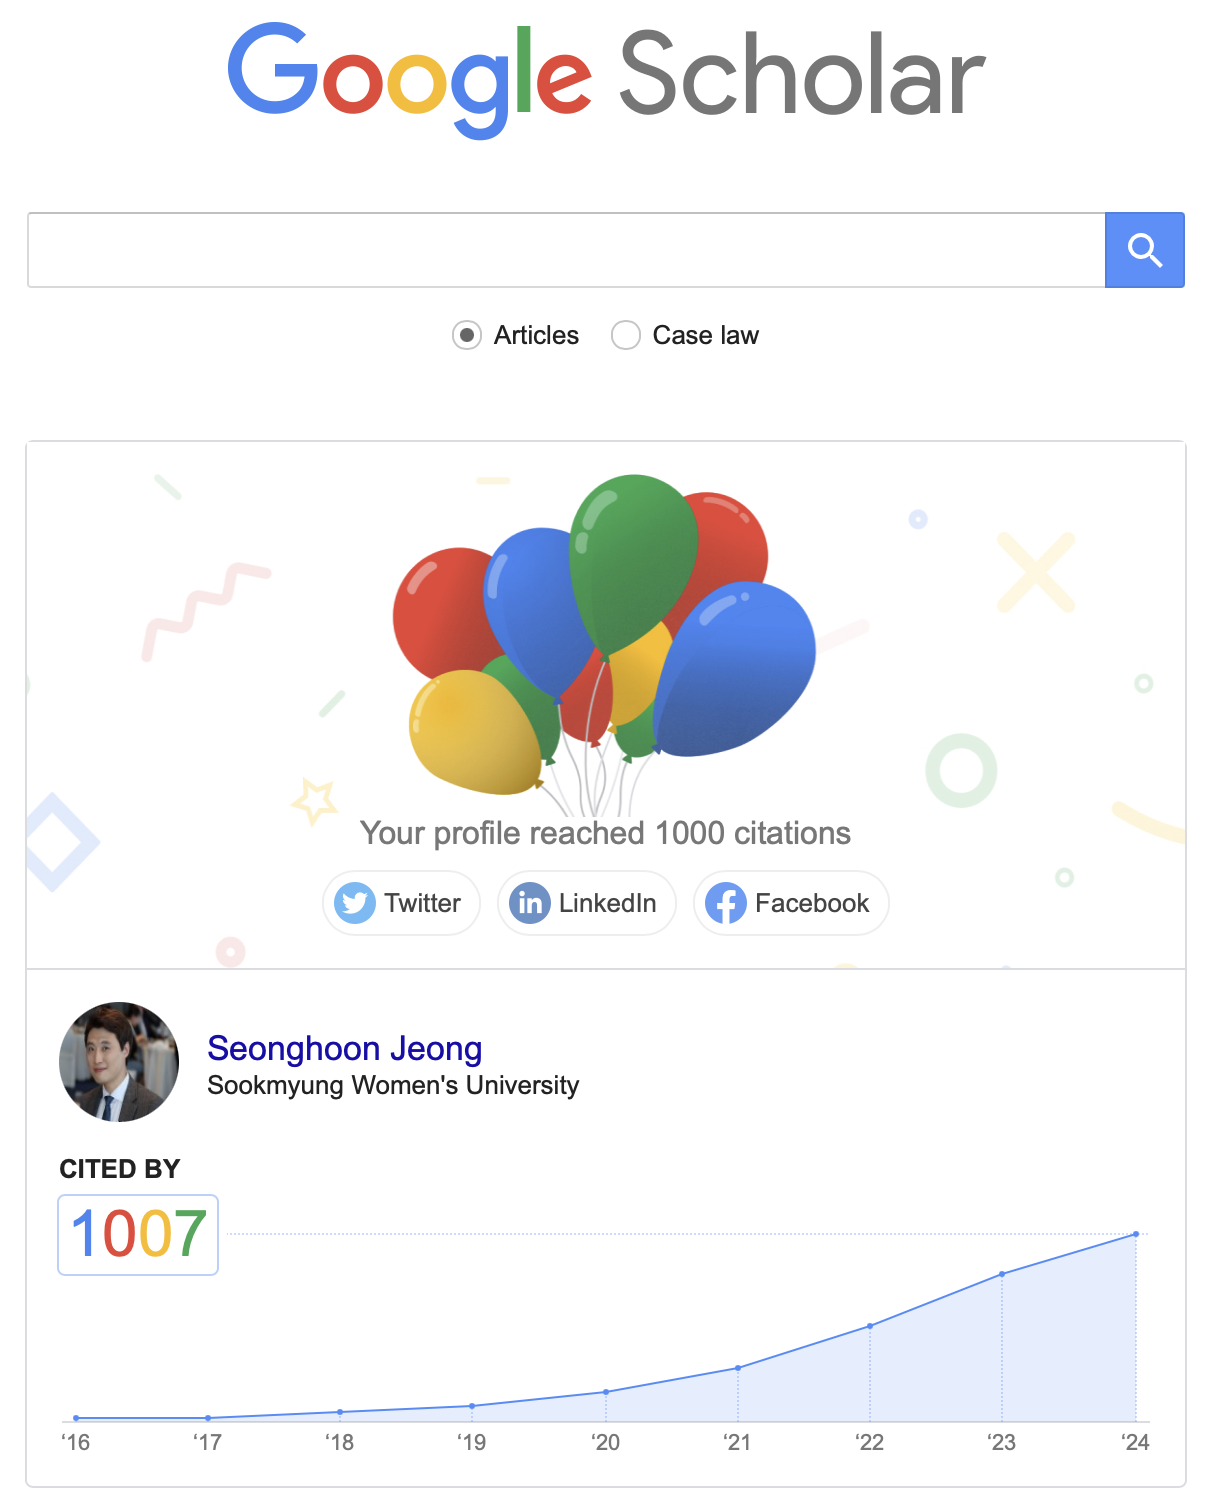 Google Scholar
Articles Case law
Your profile reached 1000 citations
Twitter LinkedIn Facebook
Seonghoon Jeong
Sookmyung Women's University
CITED BY
1007
‘16 ‘17 ‘18 ‘19 ‘20 ‘21 ‘22 ‘23 ‘24